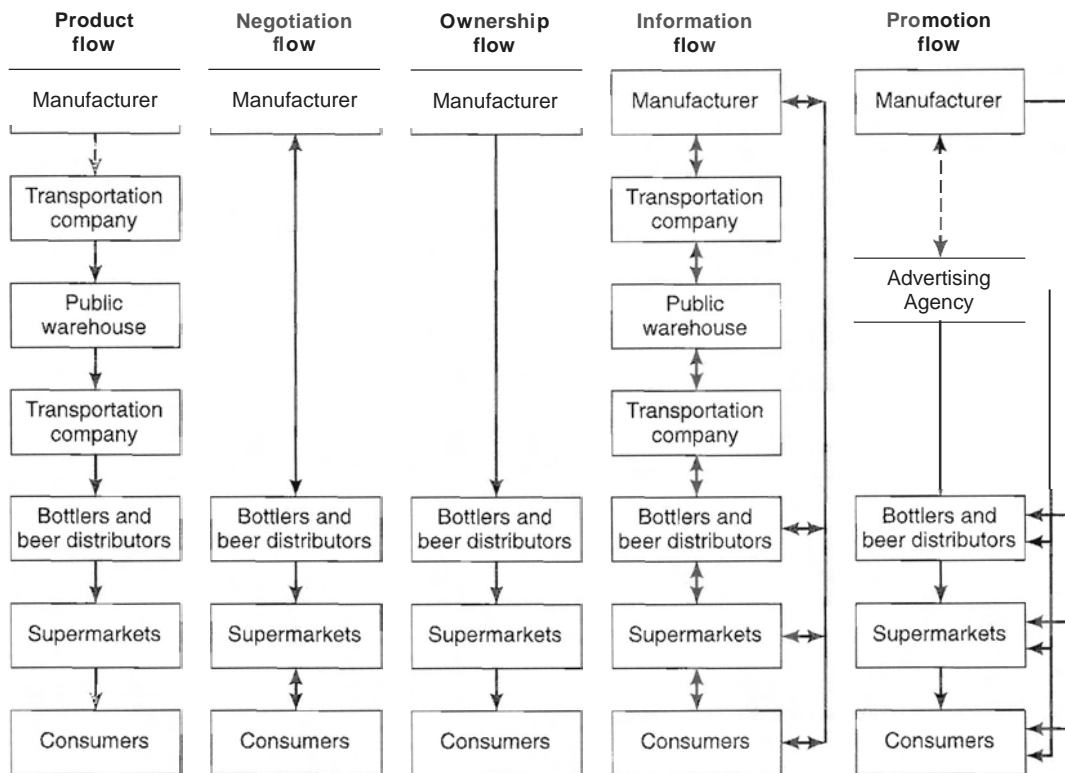 Product
flow
Negotiation
flow
Ownership
flow
Information
flow
Promotion
flow
Manufacturer
Transportation
company
Public
warehouse
Transportation
company
Bottlers and
beer distributors
Supermarkets
Consumers
Manufacturer
Bottlers and
beer distributors
Supermarkets
Consumers
Manufacturer
Bottlers and
beer distributors
Supermarkets
Consumers
Manufacturer
Transportation
company
Public
warehouse
Transportation
company
Bottlers and
beer distributors
Supermarkets
Consumers
Manufacturer
Advertising
Agency
Bottlers and
beer distributors
Supermarkets
Consumers